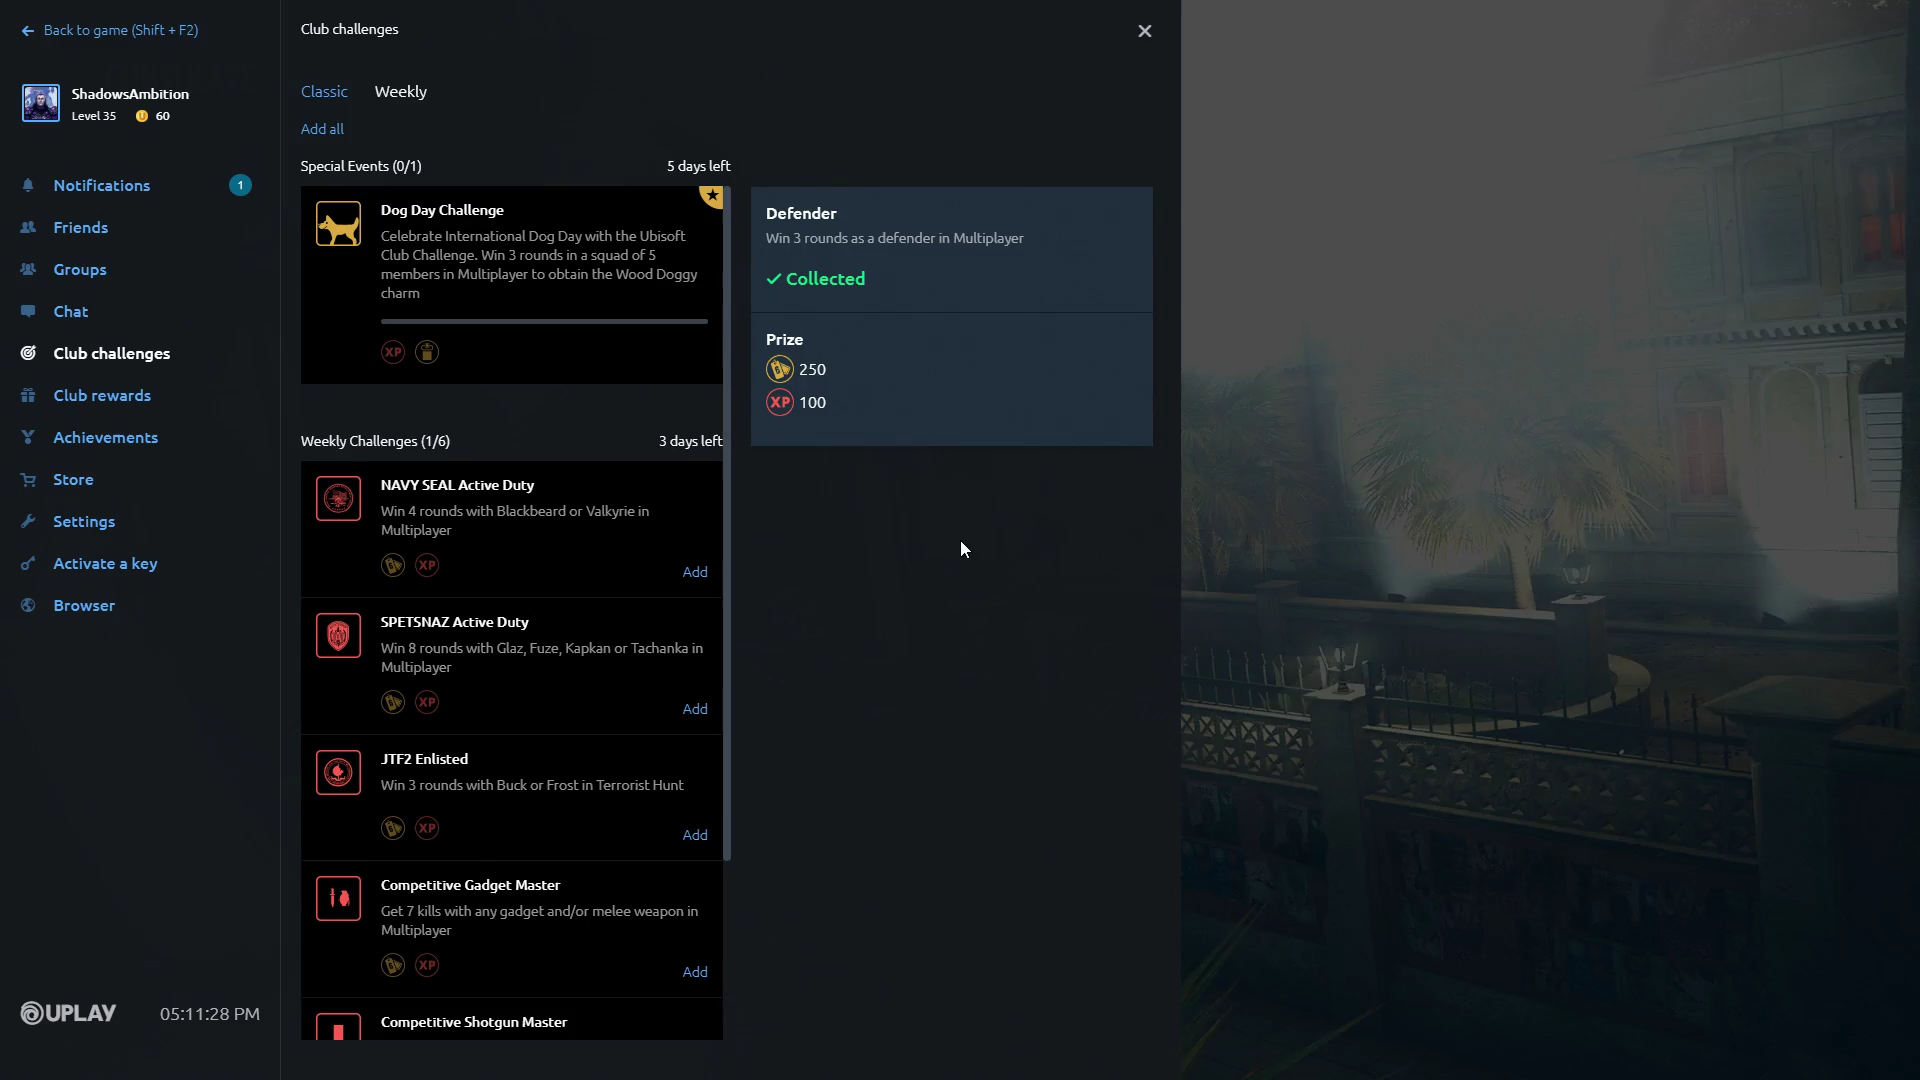 Back to game (Shift + F2)
ShadowsAmbition
Level 35 60
Notifications 1
Friends
Groups
Chat
Club challenges
Club rewards
Achievements
Store
Settings
Activate a key
Browser
UPLAY 05:11:28 PM
Club challenges
Classic Weekly
Add all
Special Events (0/1) 5 days left
Dog Day Challenge
Celebrate International Dog Day with the Ubisoft
Club Challenge. Win 3 rounds in a squad of 5
members in Multiplayer to obtain the Wood Doggy
charm
XP
Weekly Challenges (1/6) 3 days left
NAVY SEAL Active Duty
Win 4 rounds with Blackbeard or Valkyrie in
Multiplayer
XP
Add
SPETSNAZ Active Duty
Win 8 rounds with Glaz, Fuze, Kapkan or Tachanka in
Multiplayer
XP
Add
JTF2 Enlisted
Win 3 rounds with Buck or Frost in Terrorist Hunt
XP
Add
Competitive Gadget Master
Get 7 kills with any gadget and/or melee weapon in
Multiplayer
XP
Add
Competitive Shotgun Master
Defender
Win 3 rounds as a defender in Multiplayer
Collected
Prize
250
XP 100